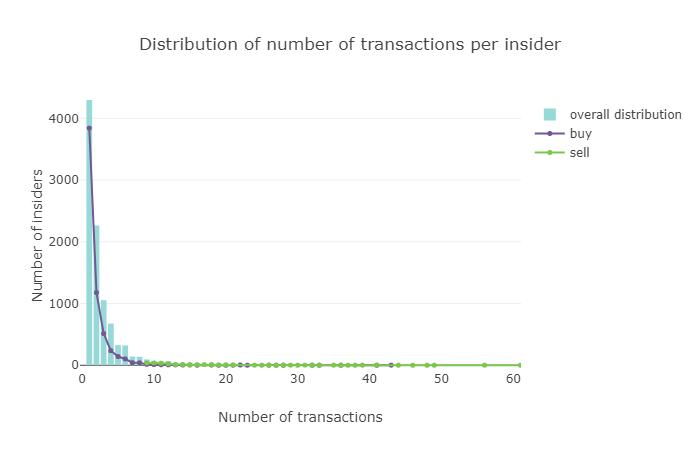 Distribution of number of transactions per insider
overall distribution
buy
sell
Number of insiders
4000
3000
2000
1000
0
0 10 20 30 40 50 60
Number of transactions